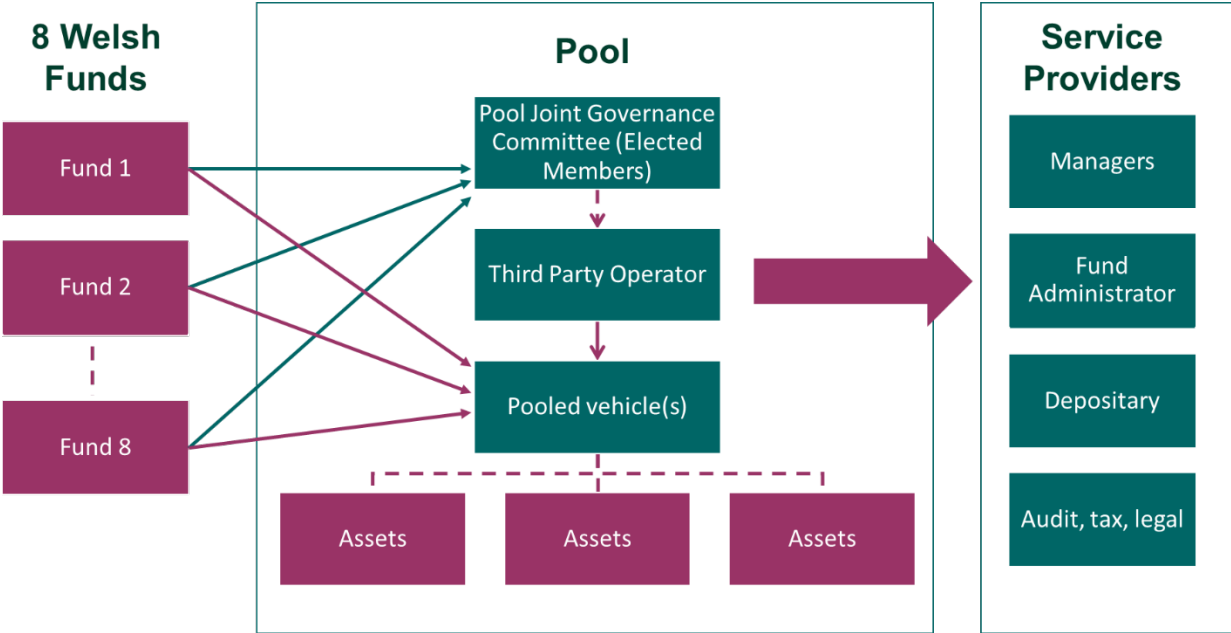 8 Welsh
Funds
Fund 1
Fund 2
Fund 8
Pool
Pool Joint Governance
Committee (Elected
Members)
Third Party Operator
Pooled vehicle(s)
Assets
Assets
Assets
Service
Providers
Managers
Fund
Administrator
Depositary
Audit, tax, legal